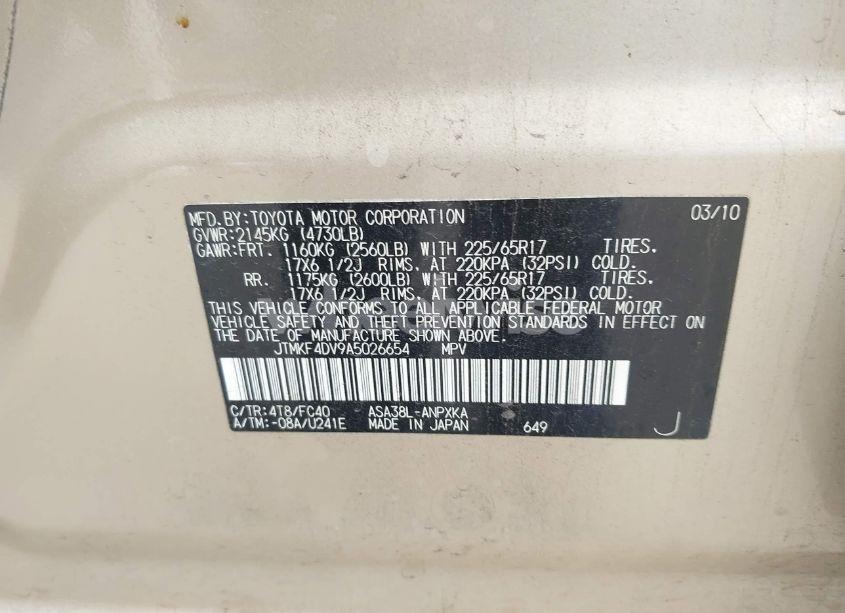 MFD.BY:TOYOTA MOTOR CORPORATION 03/10
GVWR:2145KG (4730LB)
GAWR:FRT. 1160KG (2560LB) WITH 225/65R17 TIRES.
17X6 1/2J RIMS, AT 220KPA (32PSI) COLD.
RR. 1175KG (2600LB) WITH 225/65R17 TIRES.
17X6 1/2J RIMS, AT 220KPA (32PSI) COLD.
THIS VEHICLE CONFORMS TO ALL APPLICABLE FEDERAL MOTOR
VEHICLE SAFETY AND THEFT PREVENTION STANDARDS IN EFFECT ON
THE DATE OF MANUFACTURE SHOWN ABOVE.
JTMKF4DV9A5026654 MPV
C/TR:4T8/FC40 ASA38L-ANPXKA
A/TM:-08A/U241E MADE IN JAPAN 649 J